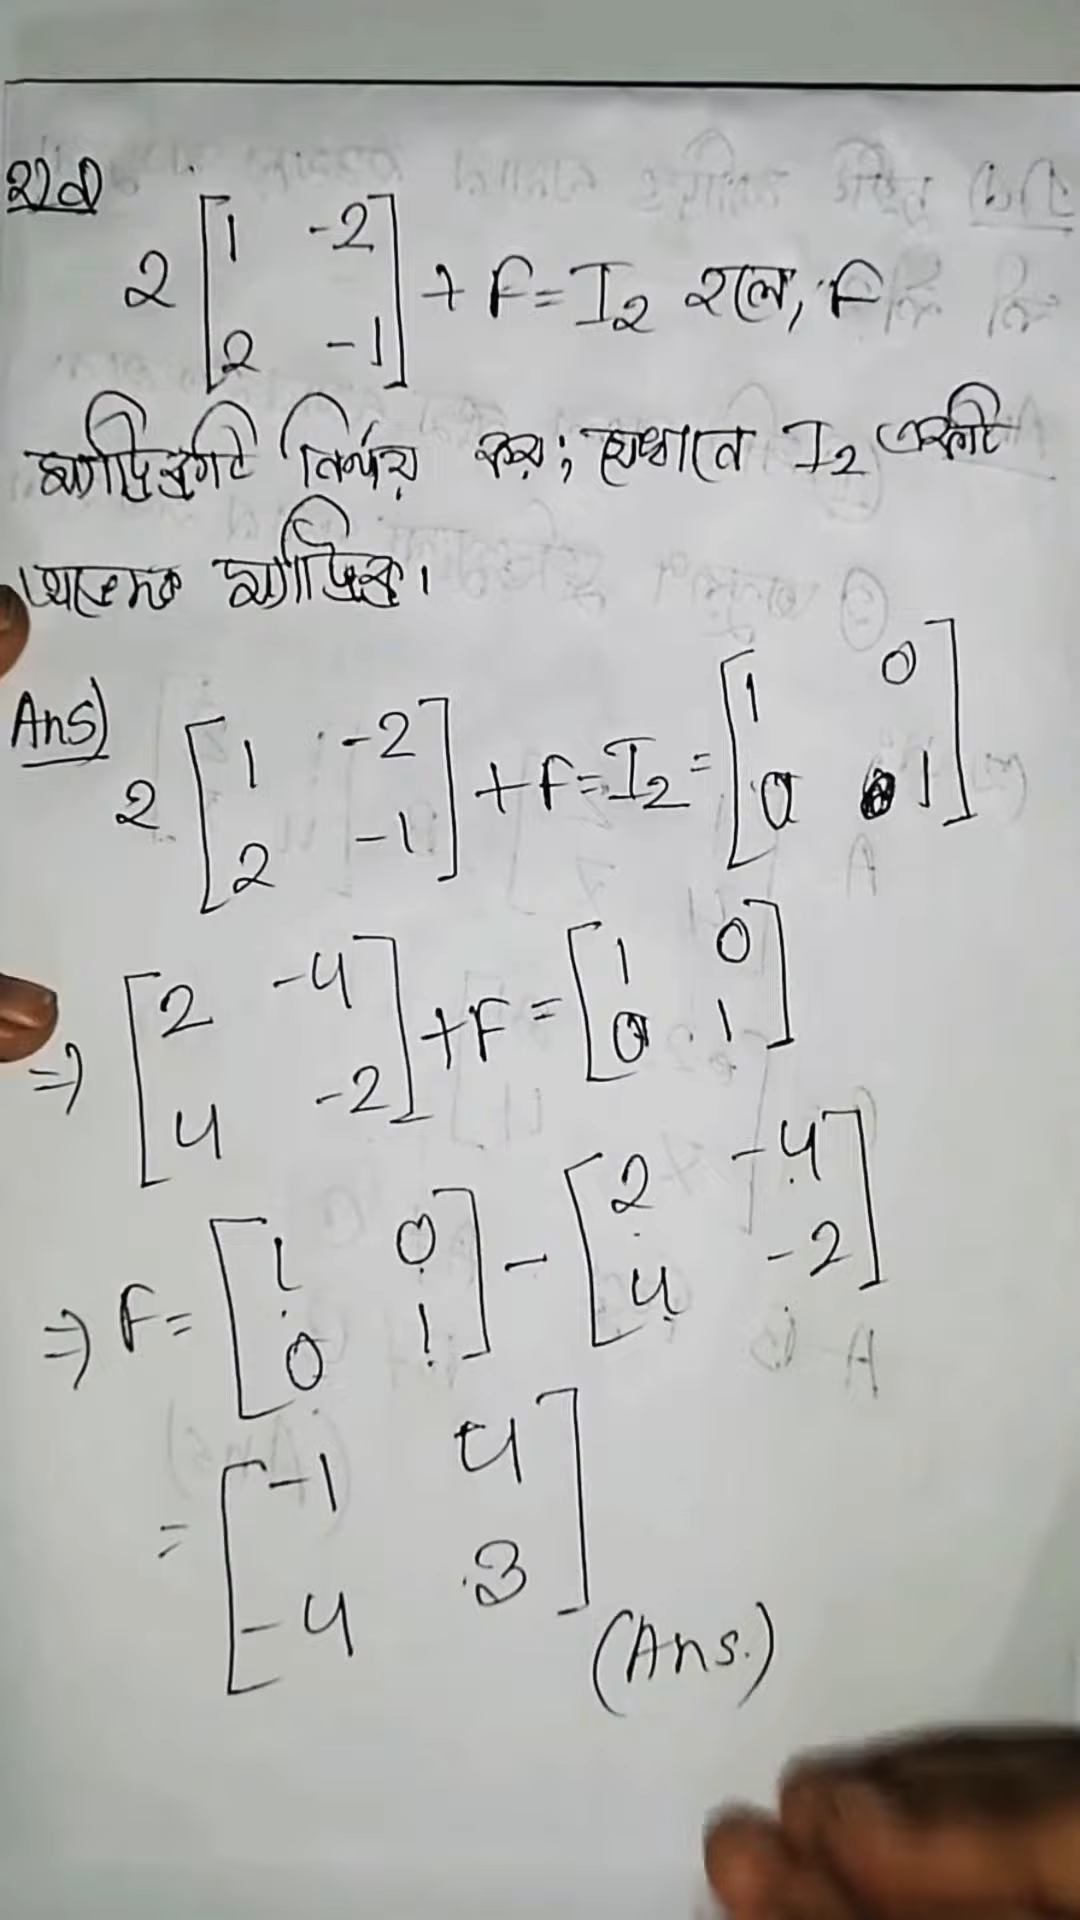 2 [1 -2
2 -1] + F = I2 হলে, F
ম্যাট্রিক্সটি নির্ণয় কর; যেখানে I2 একটি
অভেদক ম্যাট্রিক্স।
Ans) 2 [1 -2
2 -1] + F = I2 = [1 0
0 1]
⇒ [2 -4
4 -2] + F = [1 0
0 1]
⇒ F = [1 0
0 1] - [2 -4
4 -2]
= [-1 4
-4 3]
(Ans.)